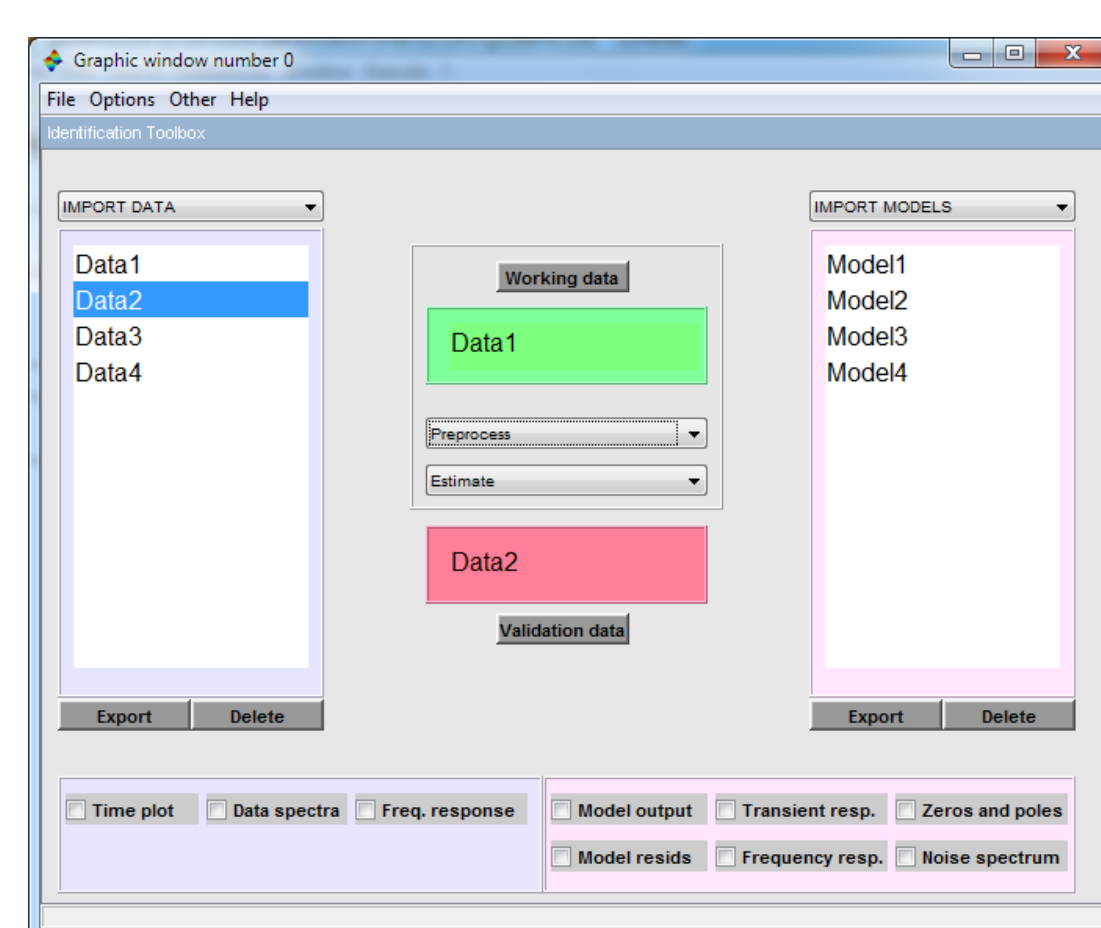 Graphic window number 0
File Options Other Help
Identification Toolbox
IMPORT DATA
Data1
Data2
Data3
Data4
Export Delete
Working data
Data1
Preprocess
Estimate
Data2
Validation data
IMPORT MODELS
Model1
Model2
Model3
Model4
Export Delete
Time plot Data spectra Freq. response
Model output Transient resp. Zeros and poles
Model resids Frequency resp. Noise spectrum